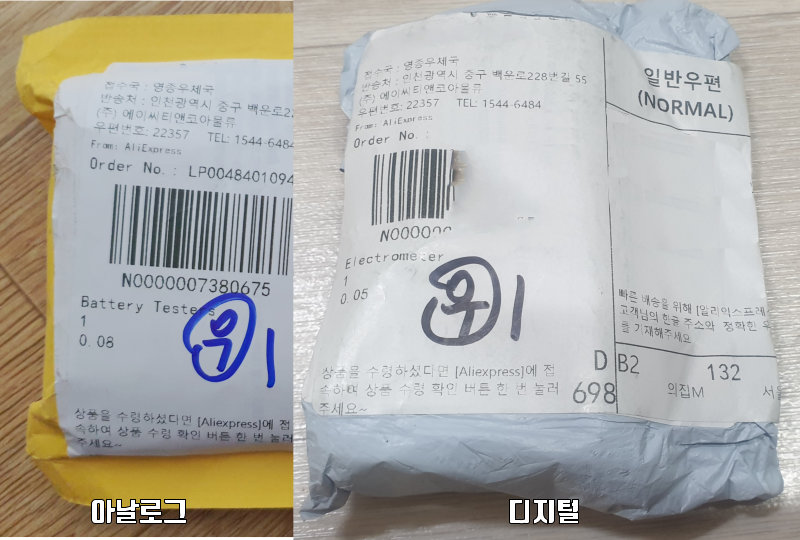 접수국 : 영종우체국
반송처 : 인천광역시 중구 백운로22
(주) 에이씨티앤코아물류
우편번호: 22357 TEL: 1544-6484
From: AliExpress
Order No. : LP0048401094
N0000007380675
Battery Testers
1
0.08
우 1
상품을 수령하셨다면 [Aliexpress]에 접
속하여 상품 수령 확인 버튼 한 번 눌러
주세요~
아날로그
접수국 : 영종우체국
반송처 : 인천광역시 중구 백운로228번길 55
(주) 에이씨티앤코아물류
우편번호: 22357 TEL: 1544-6484
From: AliExpress
Order No. :
N00000
Electrometer
1
0.05
우 1
상품을 수령하셨다면 [Aliexpress]에 접
속하여 상품 수령 확인 버튼 한 번 눌러
주세요~
D
698
일반우편
(NORMAL)
빠른 배송을 위해 [알리익스프레
고객님의 한글 주소와 정확한 우
를 기재해주세요
B2 132
의집M 서울
디지털